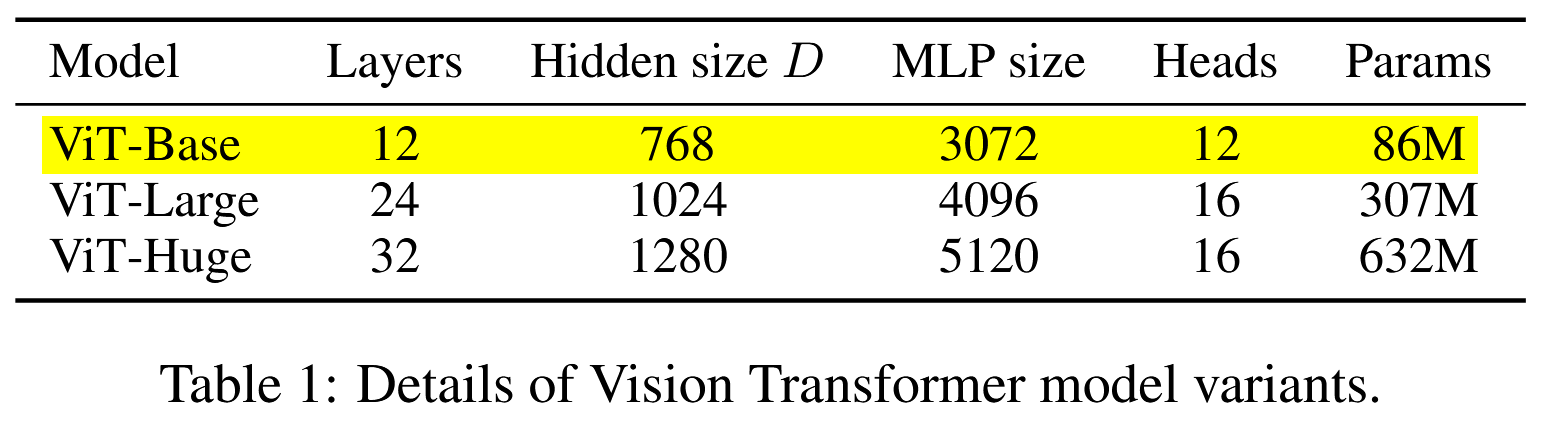 Model Layers Hidden size D MLP size Heads Params
ViT-Base 12 768 3072 12 86M
ViT-Large 24 1024 4096 16 307M
ViT-Huge 32 1280 5120 16 632M
Table 1: Details of Vision Transformer model variants.